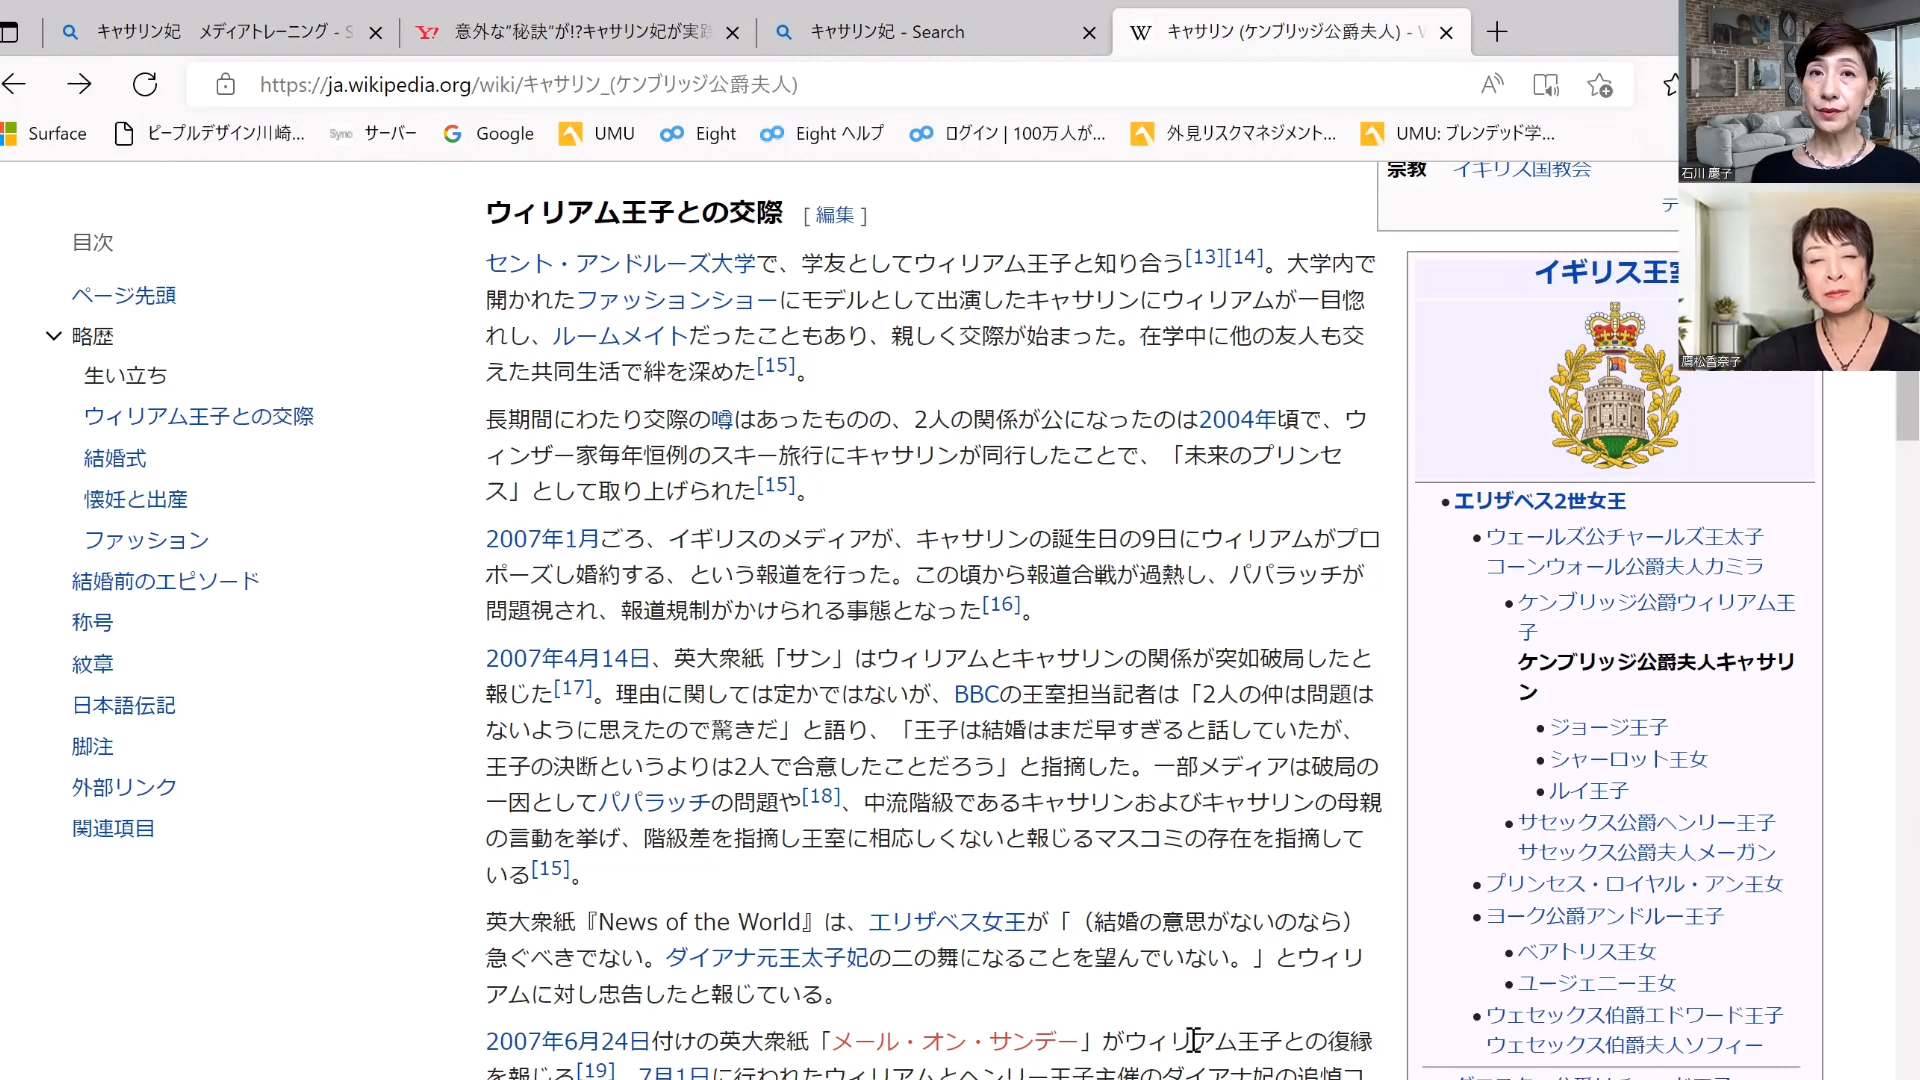 キャサリン妃　メディアトレーニング - S
意外な"秘訣"が!?キャサリン妃が実践
キャサリン妃 - Search
キャサリン (ケンブリッジ公爵夫人) - W
https://ja.wikipedia.org/wiki/キャサリン_(ケンブリッジ公爵夫人)
Surface
ピープルデザイン川崎...
Sync サーバー
Google
UMU
Eight
Eight ヘルプ
ログイン | 100万人が...
外見リスクマネジメント...
UMU: ブレンデッド学...
石川 慶子
鷹松香奈子
目次
ページ先頭
略歴
生い立ち
ウィリアム王子との交際
結婚式
懐妊と出産
ファッション
結婚前のエピソード
称号
紋章
日本語伝記
脚注
外部リンク
関連項目
ウィリアム王子との交際 [ 編集 ]
セント・アンドルーズ大学で、学友としてウィリアム王子と知り合う[13][14]。大学内で
開かれたファッションショーにモデルとして出演したキャサリンにウィリアムが一目惚
れし、ルームメイトだったこともあり、親しく交際が始まった。在学中に他の友人も交
えた共同生活で絆を深めた[15]。
長期間にわたり交際の噂はあったものの、2人の関係が公になったのは2004年頃で、ウ
ィンザー家毎年恒例のスキー旅行にキャサリンが同行したことで、「未来のプリンセ
ス」として取り上げられた[15]。
2007年1月ごろ、イギリスのメディアが、キャサリンの誕生日の9日にウィリアムがプロ
ポーズし婚約する、という報道を行った。この頃から報道合戦が過熱し、パパラッチが
問題視され、報道規制がかけられる事態となった[16]。
2007年4月14日、英大衆紙「サン」はウィリアムとキャサリンの関係が突如破局したと
報じた[17]。理由に関しては定かではないが、BBCの王室担当記者は「2人の仲は問題は
ないように思えたので驚きだ」と語り、「王子は結婚はまだ早すぎると話していたが、
王子の決断というよりは2人で合意したことだろう」と指摘した。一部メディアは破局の
一因としてパパラッチの問題や[18]、中流階級であるキャサリンおよびキャサリンの母親
の言動を挙げ、階級差を指摘し王室に相応しくないと報じるマスコミの存在を指摘して
いる[15]。
英大衆紙『News of the World』は、エリザベス女王が「（結婚の意思がないのなら）
急ぐべきでない。ダイアナ元王太子妃の二の舞になることを望んでいない。」とウィリ
アムに対し忠告したと報じている。
2007年6月24日付けの英大衆紙「メール・オン・サンデー」がウィリアム王子との復縁
を報じる[19]。7月1日に行われたウィリアムとヘンリー王子主催のダイアナ妃の追悼コ
宗教 イギリス国教会
テ
イギリス王室
エリザベス2世女王
ウェールズ公チャールズ王太子
コーンウォール公爵夫人カミラ
ケンブリッジ公爵ウィリアム王
子
ケンブリッジ公爵夫人キャサリ
ン
ジョージ王子
シャーロット王女
ルイ王子
サセックス公爵ヘンリー王子
サセックス公爵夫人メーガン
プリンセス・ロイヤル・アン王女
ヨーク公爵アンドルー王子
ベアトリス王女
ユージェニー王女
ウェセックス伯爵エドワード王子
ウェセックス伯爵夫人ソフィー